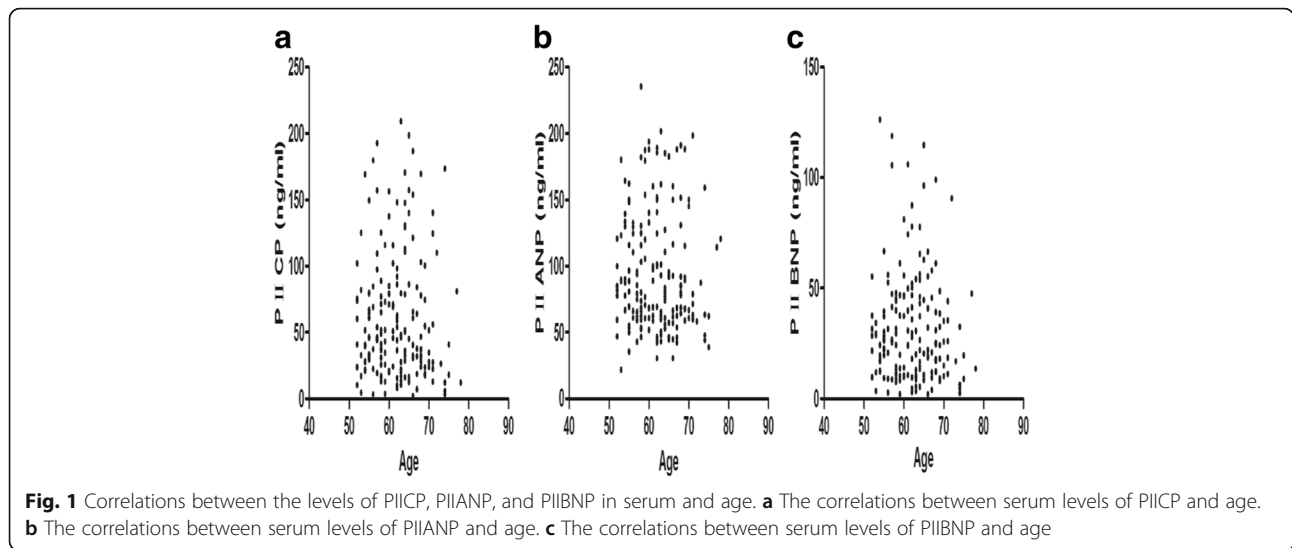 a
b
c
250
200
150
100
50
0
P II CP (ng/ml)
40 50 60 70 80 90
Age
250
200
150
100
50
0
P II ANP (ng/ml)
40 50 60 70 80 90
Age
150
100
50
0
P II BNP (ng/ml)
40 50 60 70 80 90
Age
Fig. 1 Correlations between the levels of PIICP, PIIANP, and PIIBNP in serum and age. a The correlations between serum levels of PIICP and age.
b The correlations between serum levels of PIIANP and age. c The correlations between serum levels of PIIBNP and age